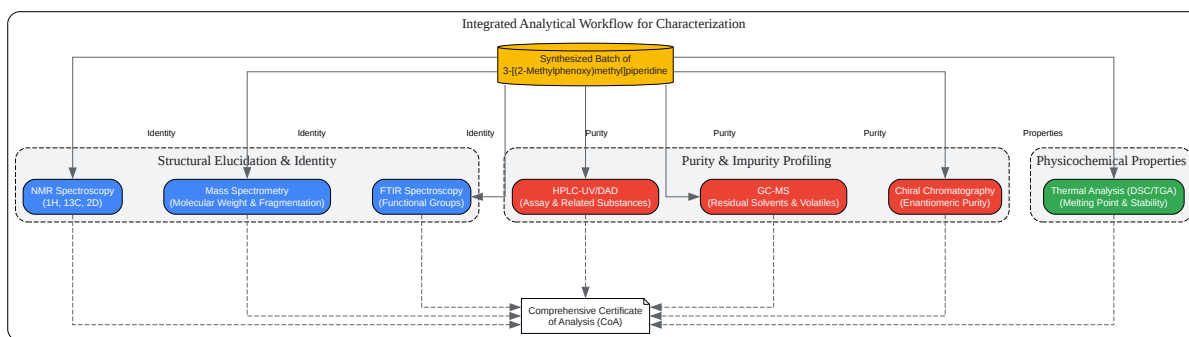 Integrated Analytical Workflow for Characterization
Synthesized Batch of
3-[(2-Methylphenoxy)methyl]piperidine
Identity
Identity
Identity
Purity
Purity
Purity
Properties
Structural Elucidation & Identity
Purity & Impurity Profiling
Physicochemical Properties
NMR Spectroscopy
(1H, 13C, 2D)
Mass Spectrometry
(Molecular Weight & Fragmentation)
FTIR Spectroscopy
(Functional Groups)
HPLC-UV/DAD
(Assay & Related Substances)
GC-MS
(Residual Solvents & Volatiles)
Chiral Chromatography
(Enantiomeric Purity)
Thermal Analysis (DSC/TGA)
(Melting Point & Stability)
Comprehensive Certificate
of Analysis (CoA)